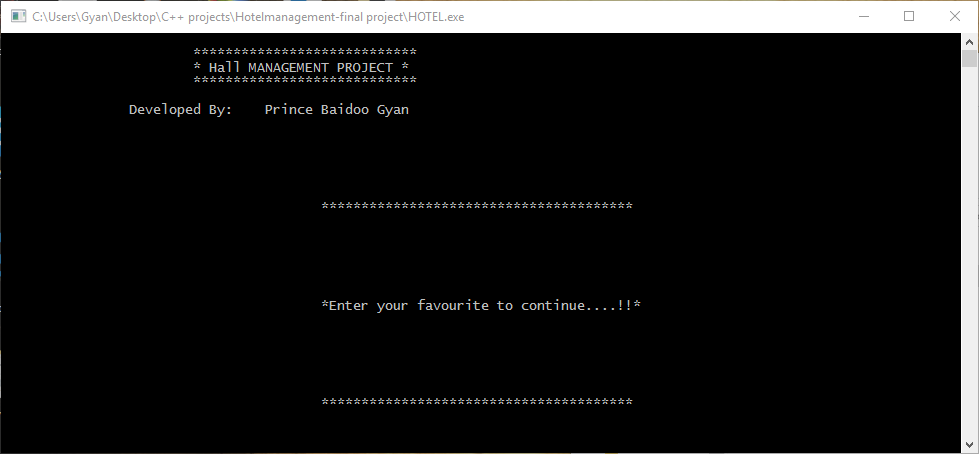 C:\Users\Gyan\Desktop\C++ projects\Hotelmanagement-final project\HOTEL.exe
****************************
* Hall MANAGEMENT PROJECT *
****************************
Developed By:    Prince Baidoo Gyan
***************************************
*Enter your favourite to continue....!!*
***************************************